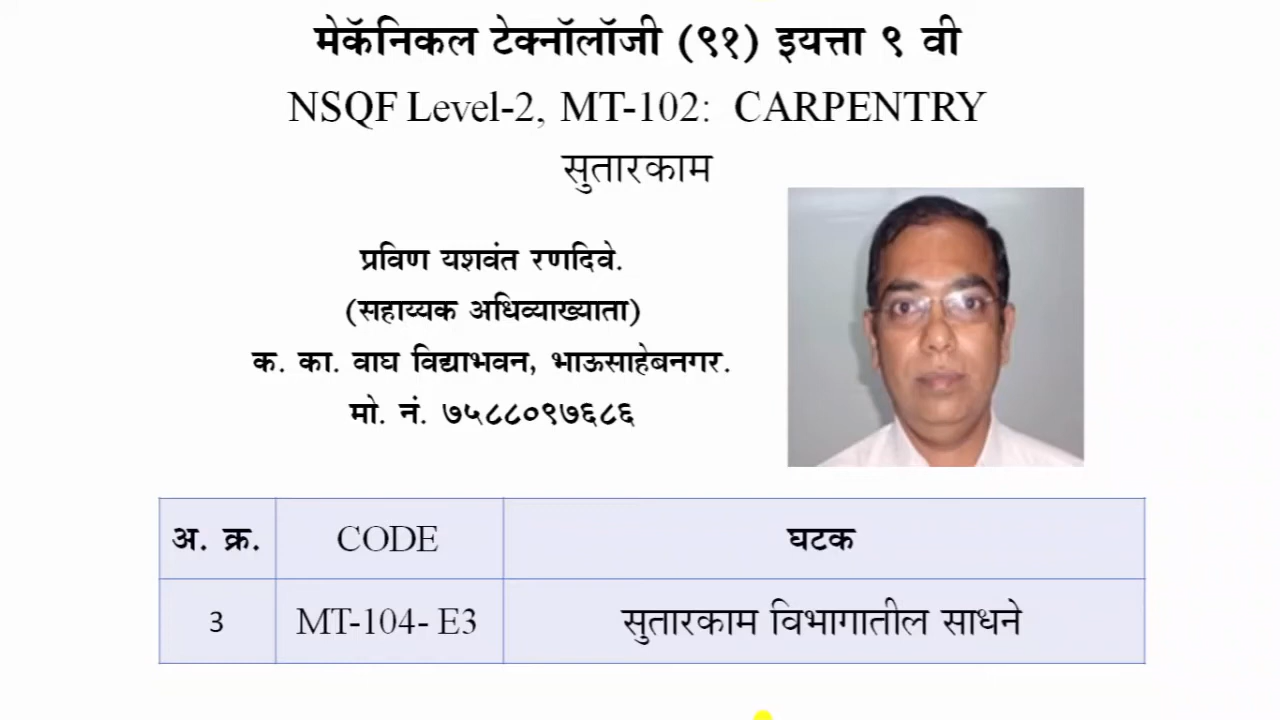 मेकॅनिकल टेक्नॉलॉजी (९१) इयत्ता ९ वी
NSQF Level-2, MT-102: CARPENTRY
सुतारकाम
प्रविण यशवंत रणदिवे.
(सहाय्यक अधिव्याख्याता)
क. का. वाघ विद्याभवन, भाऊसाहेबनगर.
मो. नं. ७५८८०९७६८६
अ. क्र. CODE घटक
3 MT-104- E3 सुतारकाम विभागातील साधने